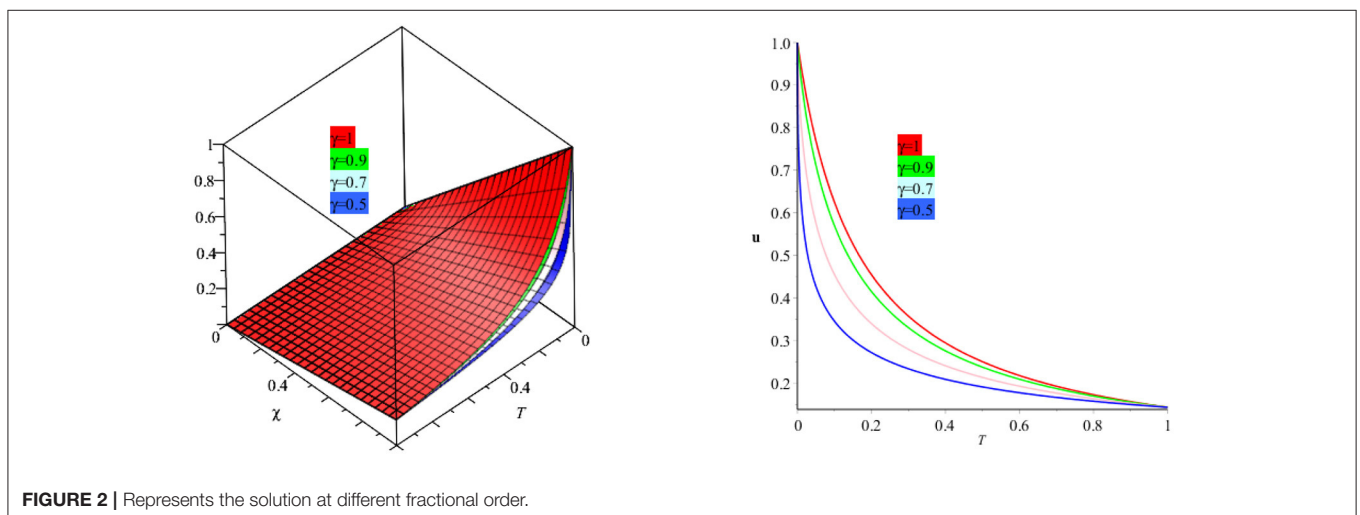 1
0.8
0.6
0.4
0.2
0
γ=1
γ=0.9
γ=0.7
γ=0.5
0.4
χ
0.4
T
0
1.0
0.9
0.8
0.7
0.6
u
0.5
0.4
0.3
0.2
γ=1
γ=0.9
γ=0.7
γ=0.5
0 0.2 0.4 0.6 0.8 1
T
FIGURE 2 | Represents the solution at different fractional order.